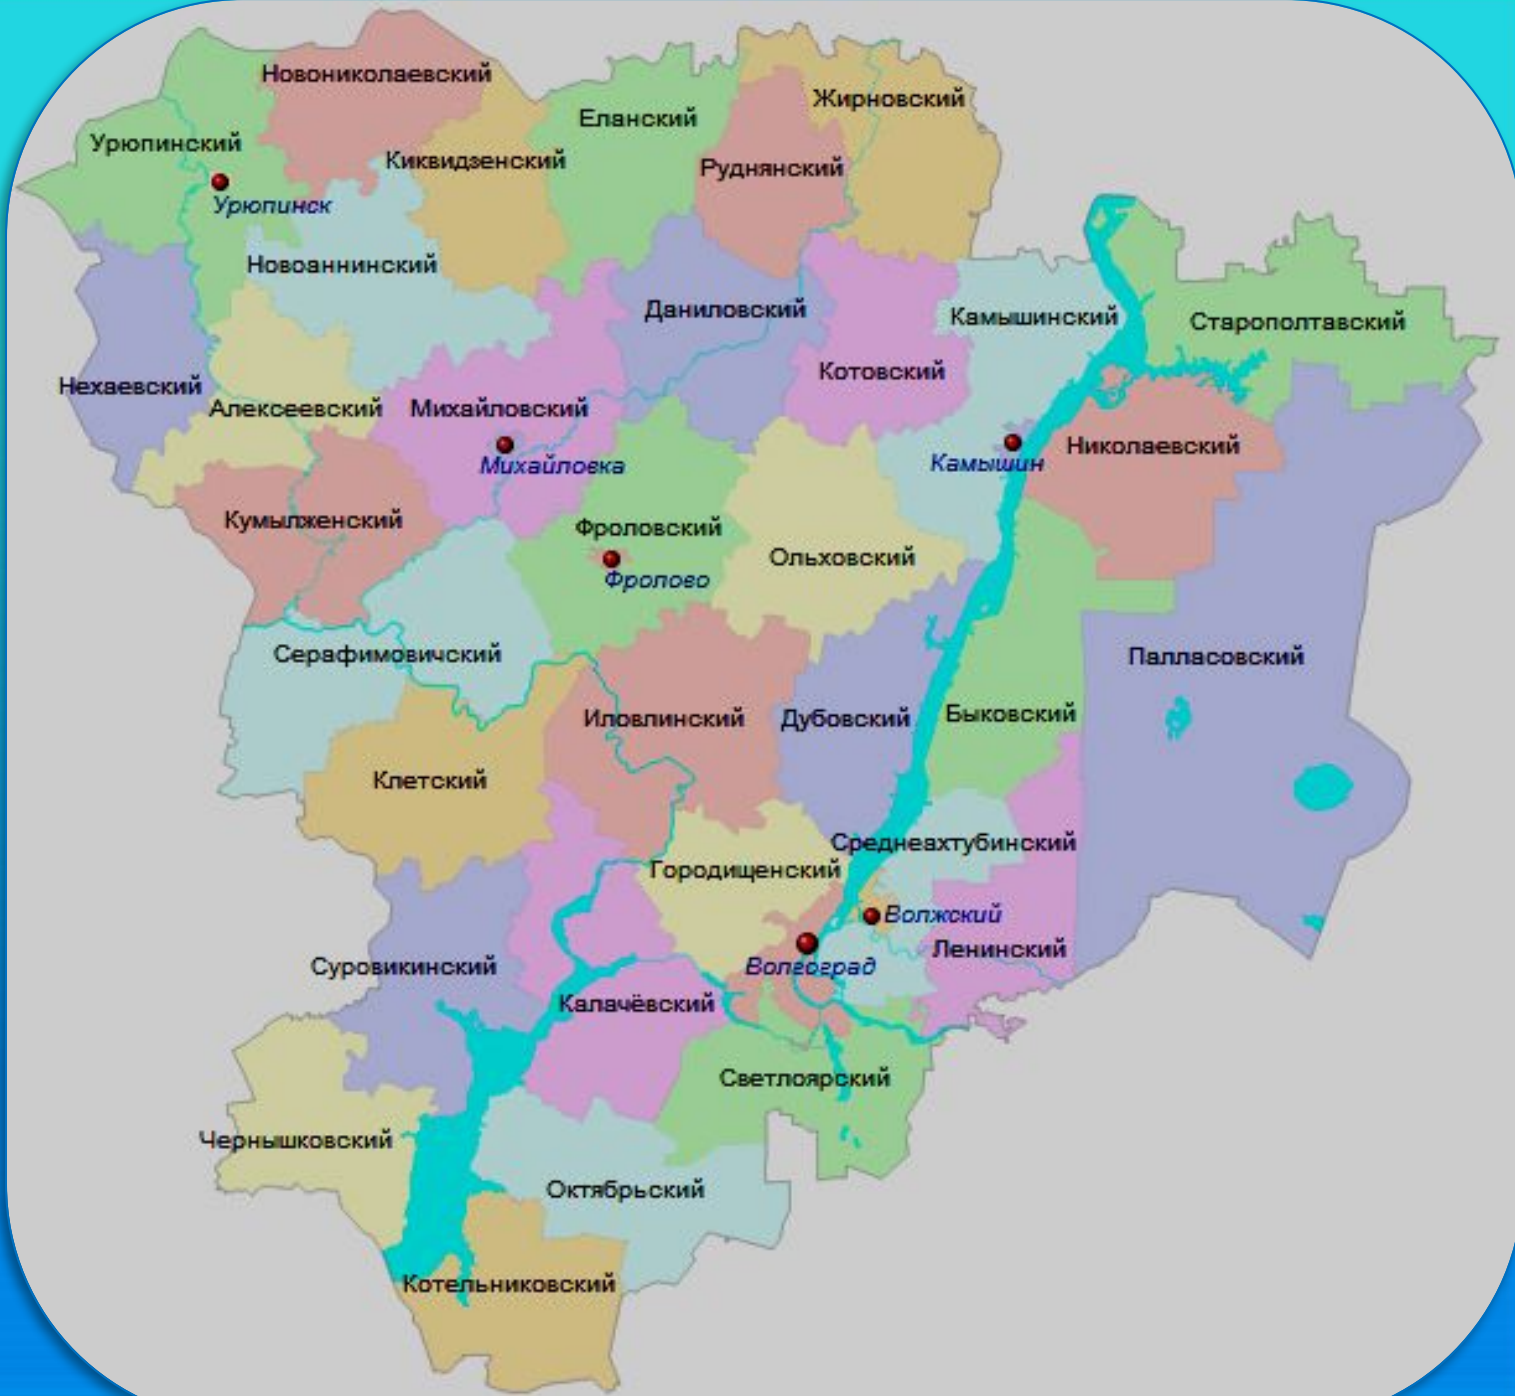 Новониколаевский
Жирновский
Еланский
Урюпинский
Киквидзенский
Руднянский
Урюпинск
Новоаннинский
Даниловский
Камышинский
Старополтавский
Котовский
Нехаевский
Алексеевский
Михайловский
Николаевский
Михайловка
Камышин
Кумылженский
Фроловский
Ольховский
Фролово
Серафимовичский
Палласовский
Иловлинский
Дубовский
Быковский
Клетский
Среднеахтубинский
Городищенский
Волжский
Ленинский
Суровикинский
Волгоград
Калачёвский
Светлоярский
Чернышковский
Октябрьский
Котельниковский